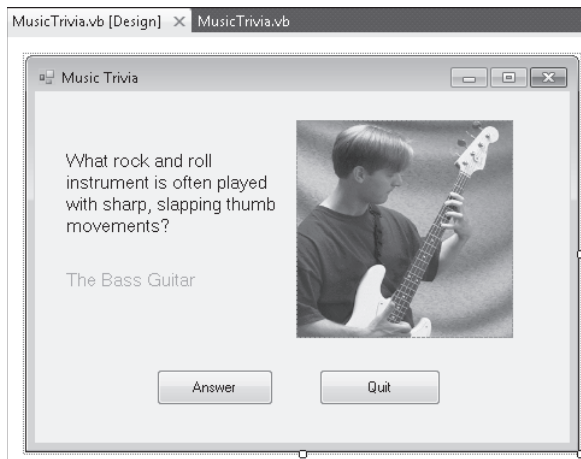 MusicTrivia.vb [Design] MusicTrivia.vb
Music Trivia
What rock and roll
instrument is often played
with sharp, slapping thumb
movements?
The Bass Guitar
Answer Quit